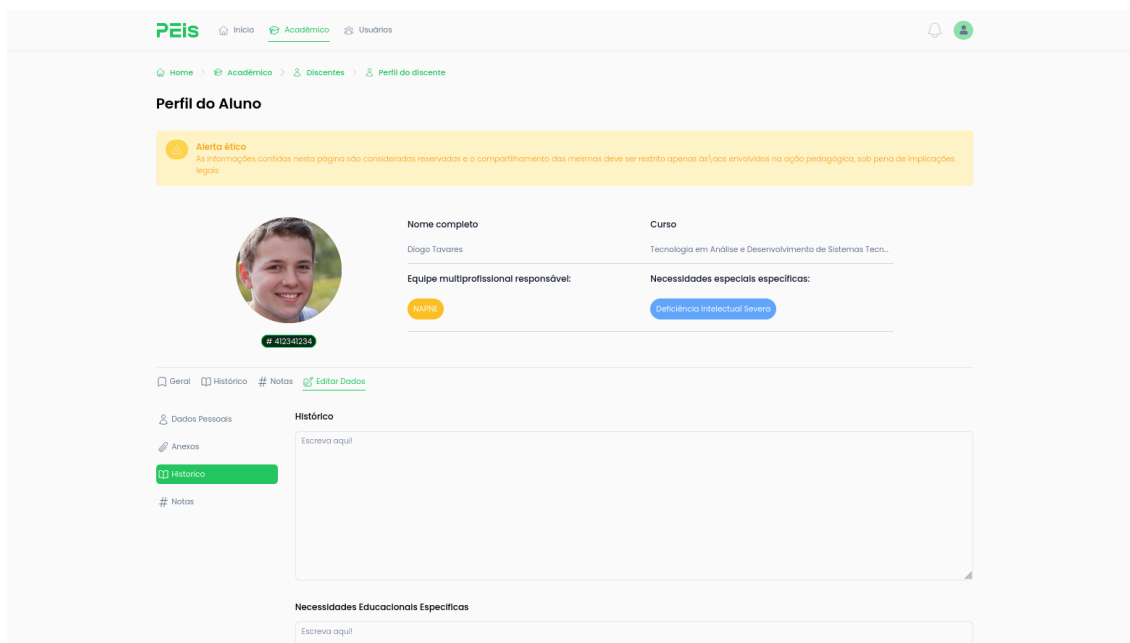 PEis
Início
Acadêmico
Usuários
Home > Acadêmico > Discentes > Perfil do discente
Perfil do Aluno
Alerta ético
As informações contidas nesta página são consideradas reservadas e o compartilhamento das mesmas deve ser restrito apenas às\aos envolvidos na ação pedagógica, sob pena de implicações
legais
Nome completo
Curso
Diogo Tavares
Tecnologia em Análise e Desenvolvimento de Sistemas Tecn...
Equipe multiprofissional responsável:
Necessidades especiais específicas:
NAPNE
Deficiência Intelectual Severa
# 412341234
Geral
Histórico
# Notas
Editar Dados
Dados Pessoais
Anexos
Historico
# Notas
Histórico
Escreva aqui!
Necessidades Educacionais Especificas
Escreva aqui!